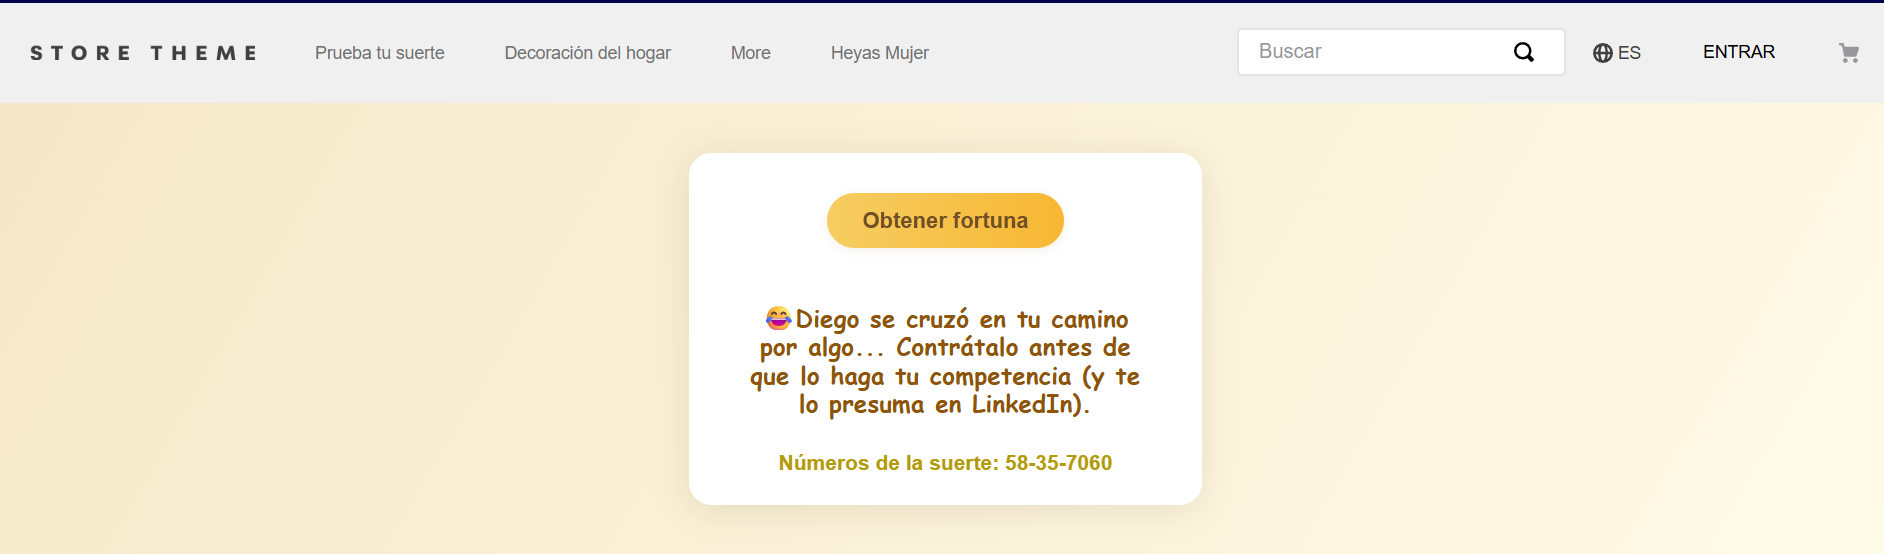 STORE THEME
Prueba tu suerte
Decoración del hogar
More
Heyas Mujer
Buscar
ES
ENTRAR
Obtener fortuna
😂Diego se cruzó en tu camino
por algo... Contrátalo antes de
que lo haga tu competencia (y te
lo presuma en LinkedIn).
Números de la suerte: 58-35-7060